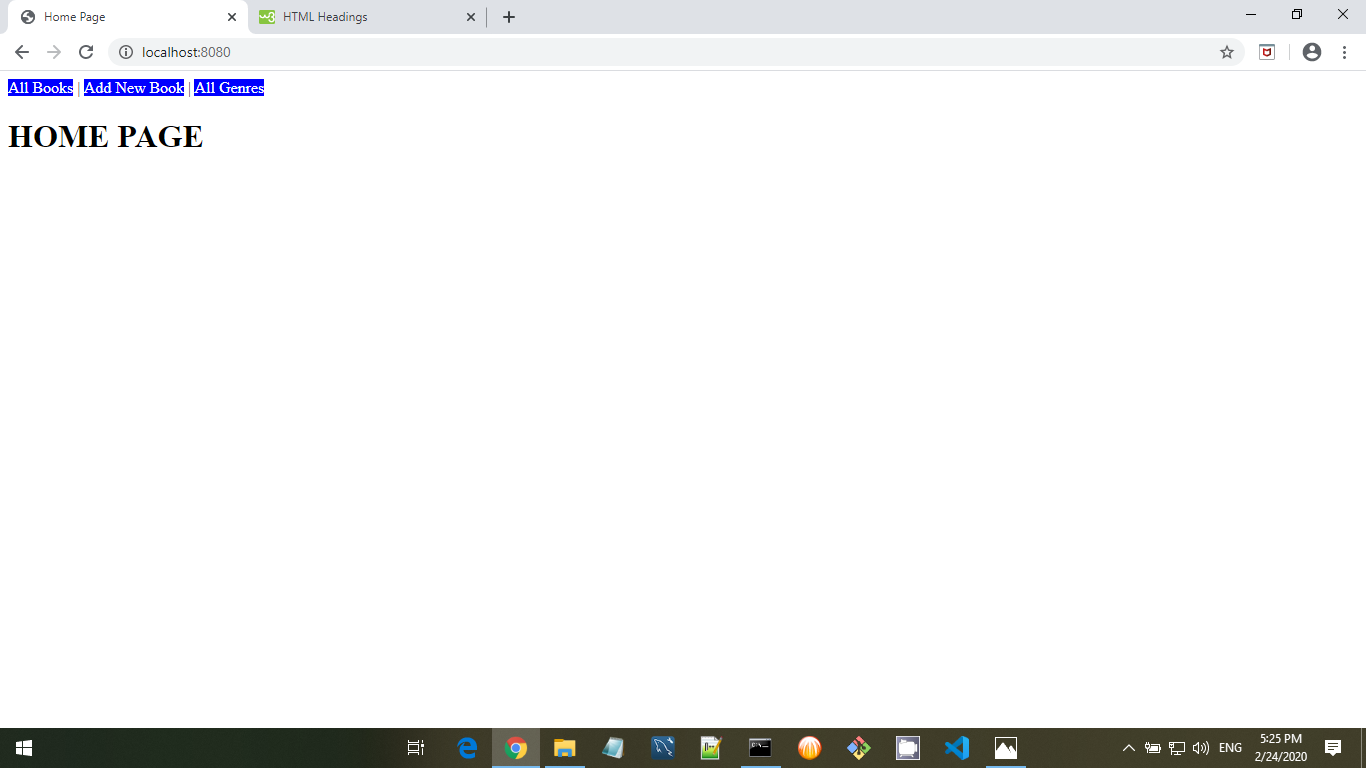 Home Page
HTML Headings
localhost:8080
All Books | Add New Book | All Genres
HOME PAGE
ENG
5:25 PM
2/24/2020